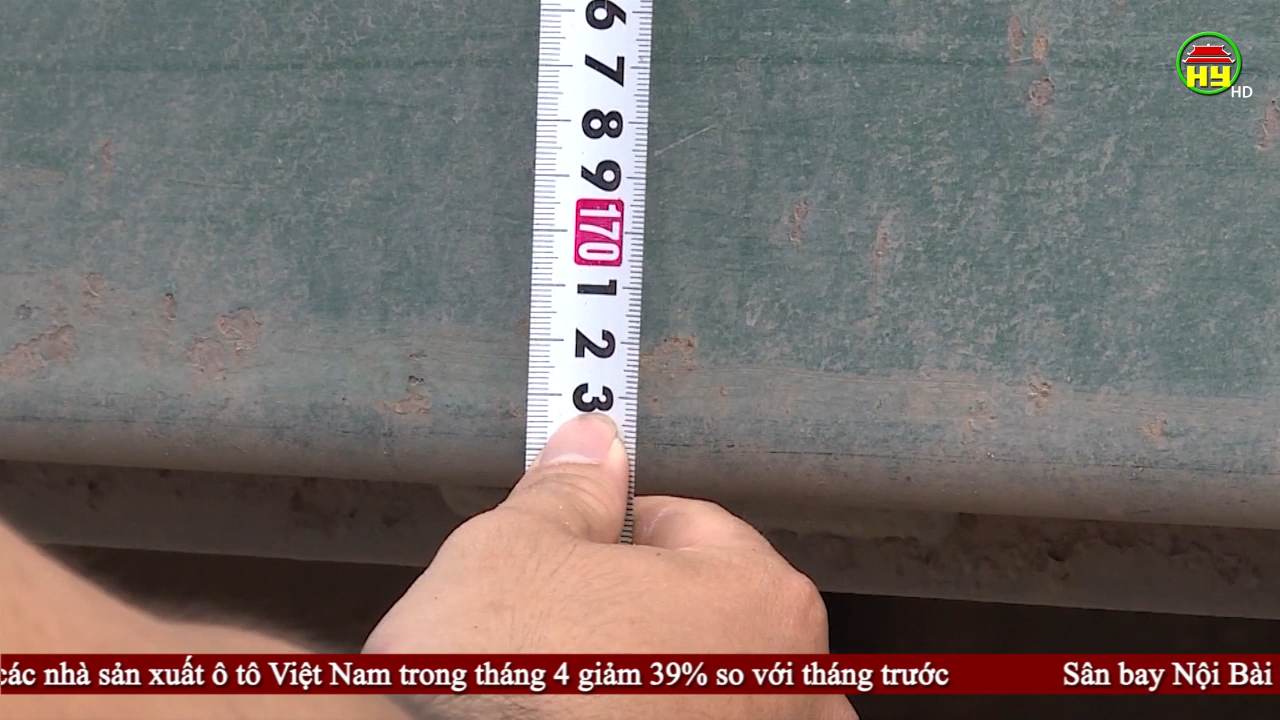 6
7
8
9
170
1
2
3
HY
HD
các nhà sản xuất ô tô Việt Nam trong tháng 4 giảm 39% so với tháng trước
Sân bay Nội Bài